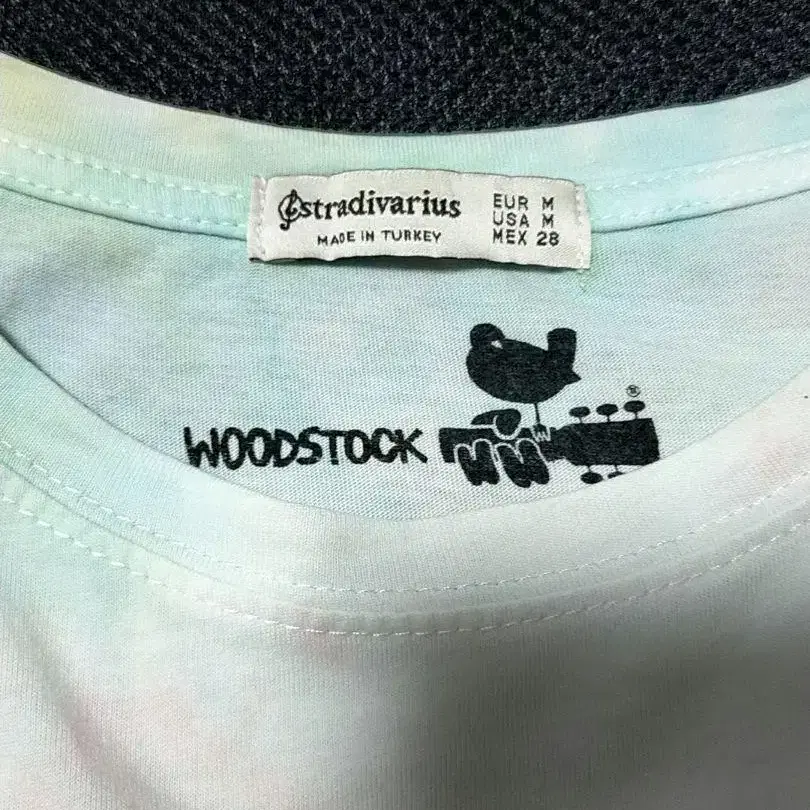 stradivarius
MADE IN TURKEY
EUR M
USA M
MEX 28
WOODSTOCK
®